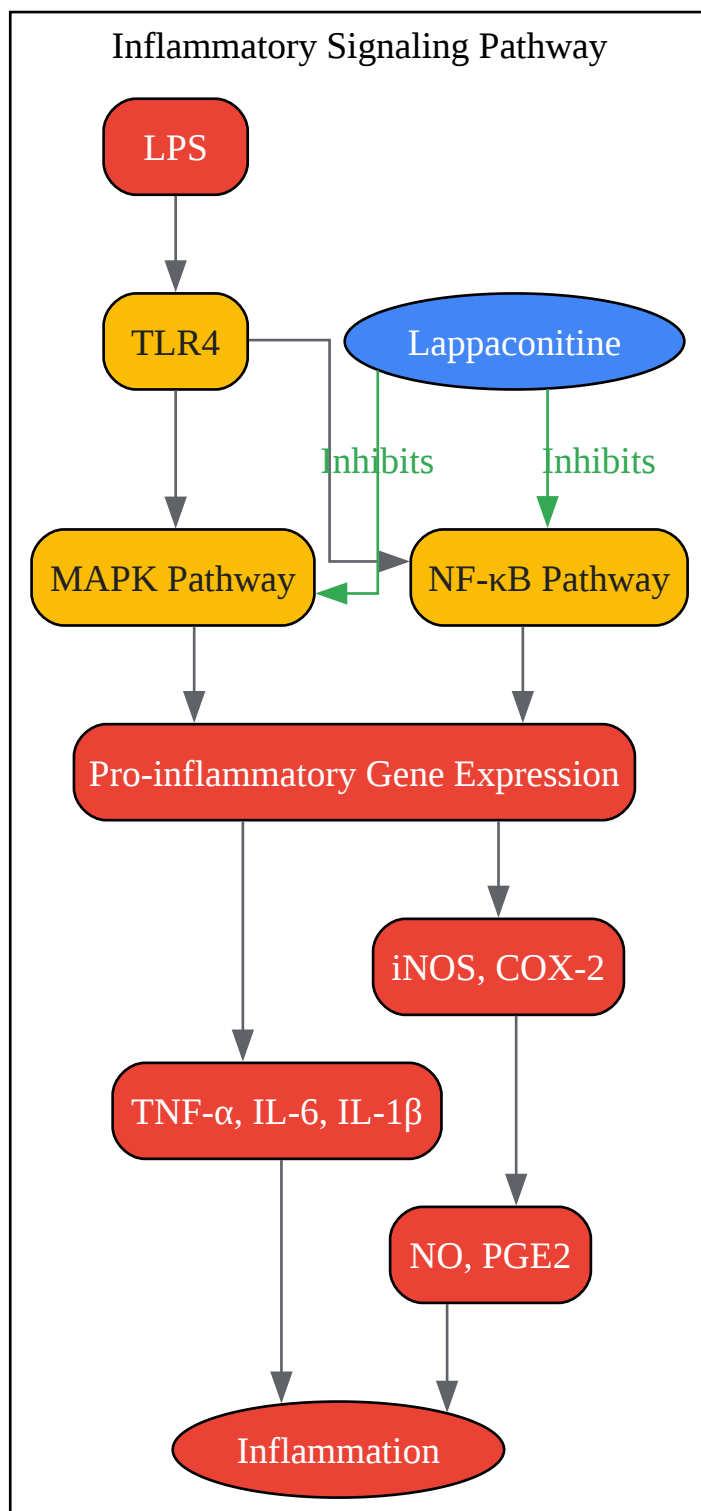 Inflammatory Signaling Pathway
LPS
TLR4
Lappaconitine
Inhibits
Inhibits
MAPK Pathway
NF-κB Pathway
Pro-inflammatory Gene Expression
iNOS, COX-2
TNF-α, IL-6, IL-1β
NO, PGE2
Inflammation